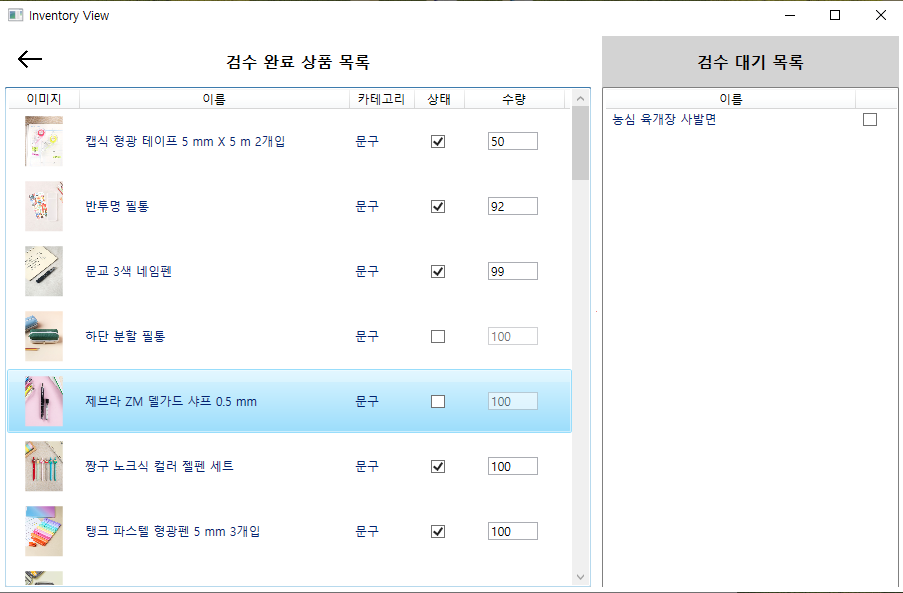 Inventory View
검수 완료 상품 목록
이미지 이름 카테고리 상태 수량
캡식 형광 테이프 5 mm X 5 m 2개입 문구 50
반투명 필통 문구 92
문교 3색 네임펜 문구 99
하단 분할 필통 문구 100
제브라 ZM 델가드 샤프 0.5 mm 문구 100
짱구 노크식 컬러 젤펜 세트 문구 100
탱크 파스텔 형광펜 5 mm 3개입 문구 100
검수 대기 목록
이름
농심 육개장 사발면